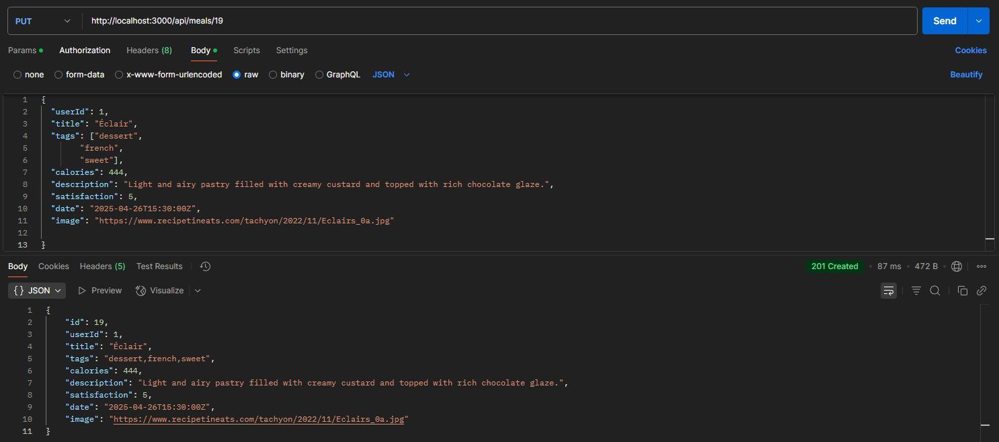 PUT http://localhost:3000/api/meals/19 Send
Params Authorization Headers (8) Body Scripts Settings Cookies
none form-data x-www-form-urlencoded raw binary GraphQL JSON Beautify
1 {
2 "userId": 1,
3 "title": "Éclair",
4 "tags": ["dessert",
5 "french",
6 "sweet"],
7 "calories": 444,
8 "description": "Light and airy pastry filled with creamy custard and topped with rich chocolate glaze.",
9 "satisfaction": 5,
10 "date": "2025-04-26T15:30:00Z",
11 "image": "https://www.recipetineats.com/tachyon/2022/11/Eclairs_0a.jpg"
12
13 }
Body Cookies Headers (5) Test Results 201 Created 87 ms 472 B
{} JSON Preview Visualize
1 {
2 "id": 19,
3 "userId": 1,
4 "title": "Éclair",
5 "tags": "dessert,french,sweet",
6 "calories": 444,
7 "description": "Light and airy pastry filled with creamy custard and topped with rich chocolate glaze.",
8 "satisfaction": 5,
9 "date": "2025-04-26T15:30:00Z",
10 "image": "https://www.recipetineats.com/tachyon/2022/11/Eclairs_0a.jpg"
11 }